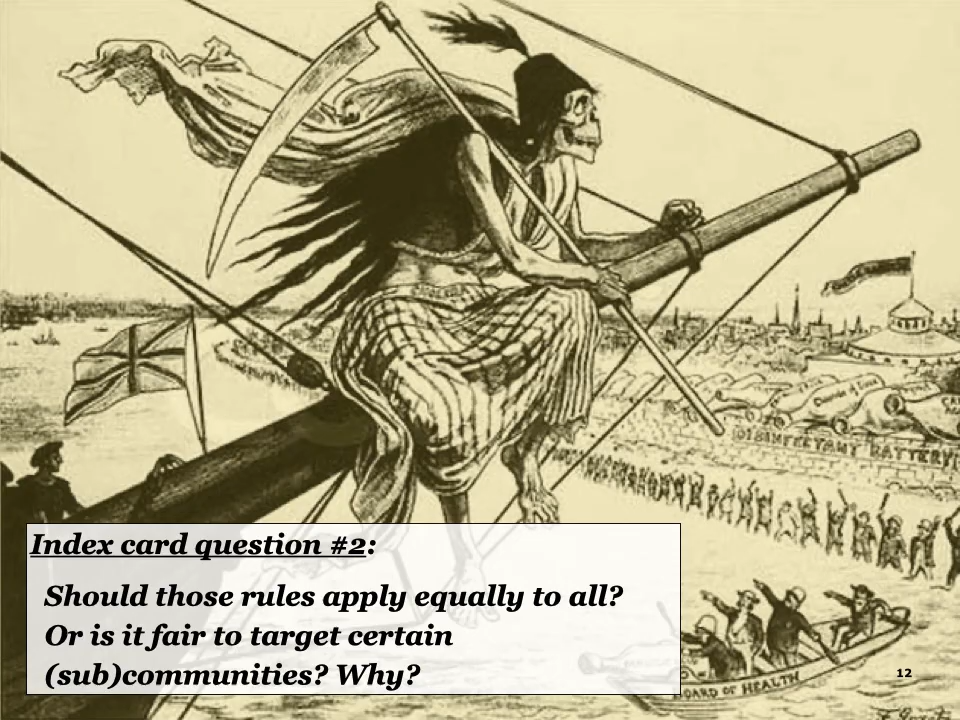 DISINFECTANT BATTERY
Index card question #2:
Should those rules apply equally to all?
Or is it fair to target certain
(sub)communities? Why?
BOARD OF HEALTH
12